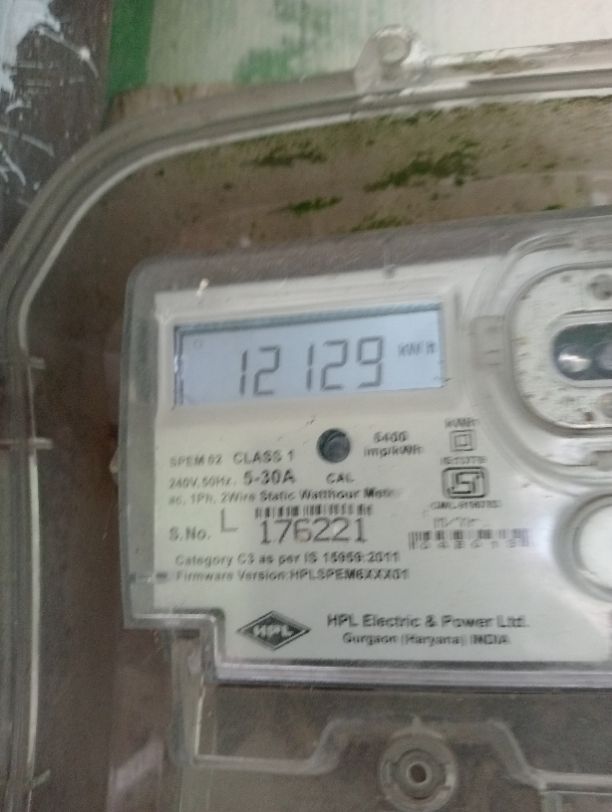 12129 kWh
SPEM 02 CLASS 1
6400 imp/kWh
240V, 50Hz. 5-30A CAL
ac, 1Ph, 2Wire Static Watthour
S.No. L 176221
Category C3 as per IS 15959:2011
Firmware Version:
HPL HPL Electric & Power Ltd.
Gurgaon (Haryana) INDIA